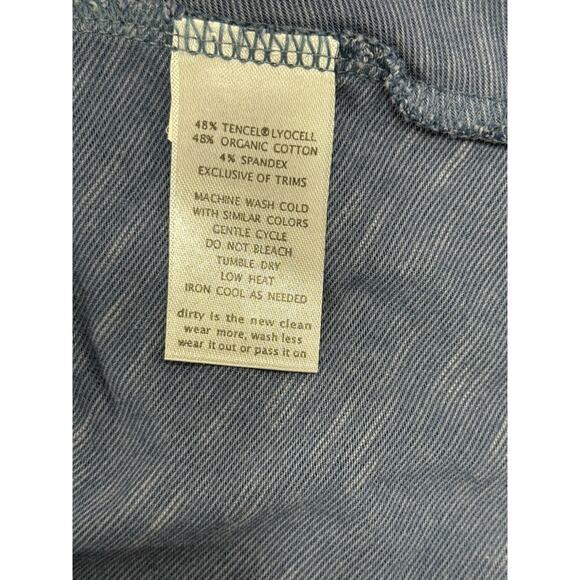 48% TENCEL® LYOCELL
48% ORGANIC COTTON
4% SPANDEX
EXCLUSIVE OF TRIMS
MACHINE WASH COLD
WITH SIMILAR COLORS
GENTLE CYCLE
DO NOT BLEACH
TUMBLE DRY
LOW HEAT
IRON COOL AS NEEDED
dirty is the new clean
wear more, wash less
wear it out or pass it on